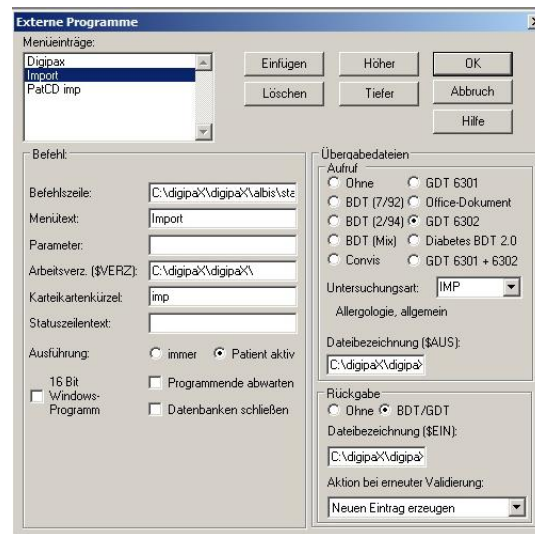 Externe Programme
Menüeinträge:
Digipax
Import
PatCD imp
Einfügen
Höher
OK
Löschen
Tiefer
Abbruch
Hilfe
Befehl:
Befehlszeile: C:\digipaX\digipaX\albis\sta
Menütext: Import
Parameter:
Arbeitsverz. ($VERZ): C:\digipaX\digipaX\
Karteikartenkürzel: imp
Statuszeilentext:
Ausführung: immer Patient aktiv
16 Bit Windows-Programm
Programmende abwarten
Datenbanken schließen
Übergabedateien
Aufruf
Ohne GDT 6301
BDT (7/92) Office-Dokument
BDT (2/94) GDT 6302
BDT (Mix) Diabetes BDT 2.0
Convis GDT 6301 + 6302
Untersuchungsart: IMP
Allergologie, allgemein
Dateibezeichnung ($AUS):
C:\digipaX\digipa
Rückgabe
Ohne BDT/GDT
Dateibezeichnung ($EIN):
C:\digipaX\digipa
Aktion bei erneuter Validierung:
Neuen Eintrag erzeugen